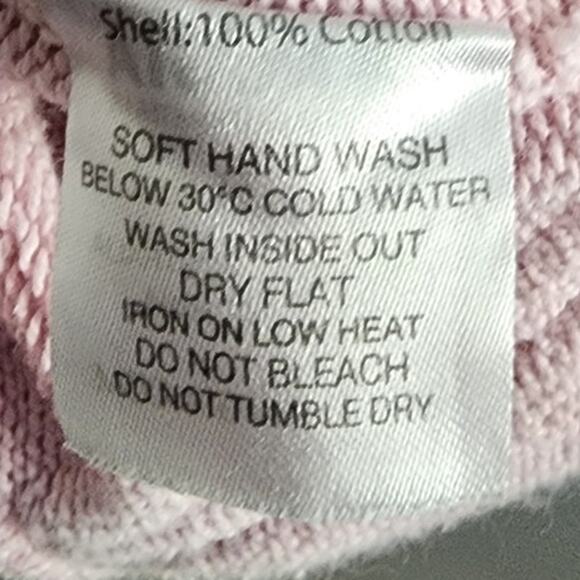 Shell:100% Cotton
SOFT HAND WASH
BELOW 30°C COLD WATER
WASH INSIDE OUT
DRY FLAT
IRON ON LOW HEAT
DO NOT BLEACH
DO NOT TUMBLE DRY